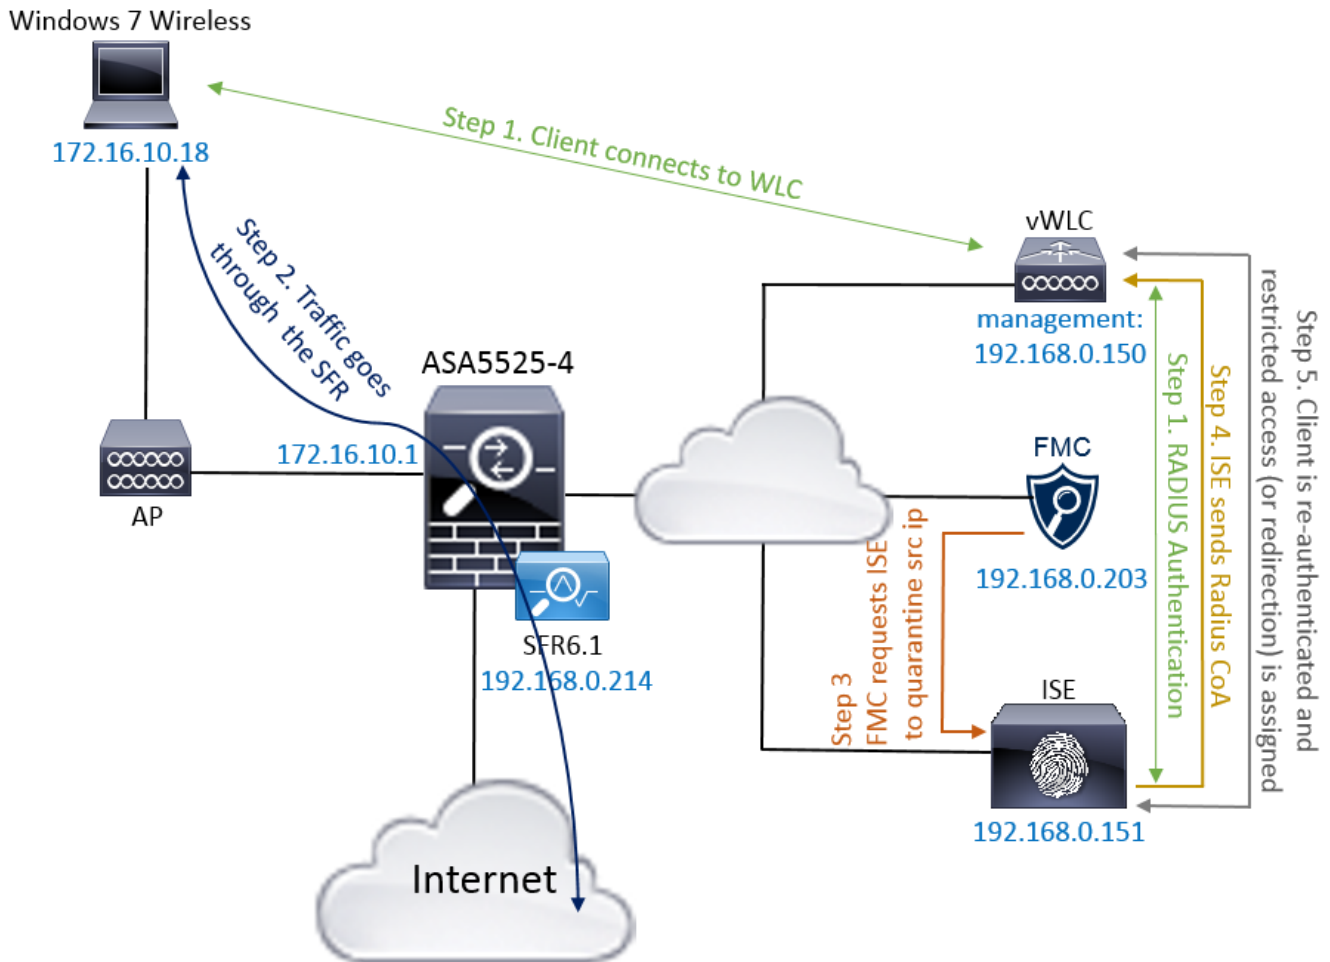 Windows 7 Wireless
172.16.10.18
Step 1. Client connects to WLC
vWLC
management:
192.168.0.150
Step 2. Traffic goes
through the SFR
ASA5525-4
172.16.10.1
AP
SFR6.1
192.168.0.214
FMC
192.168.0.203
Step 3
FMC requests ISE
to quarantine src ip
ISE
192.168.0.151
Step 1. RADIUS Authentication
Step 4. ISE sends Radius CoA
Step 5. Client is re-authenticated and
restricted access (or redirection) is assigned
Internet